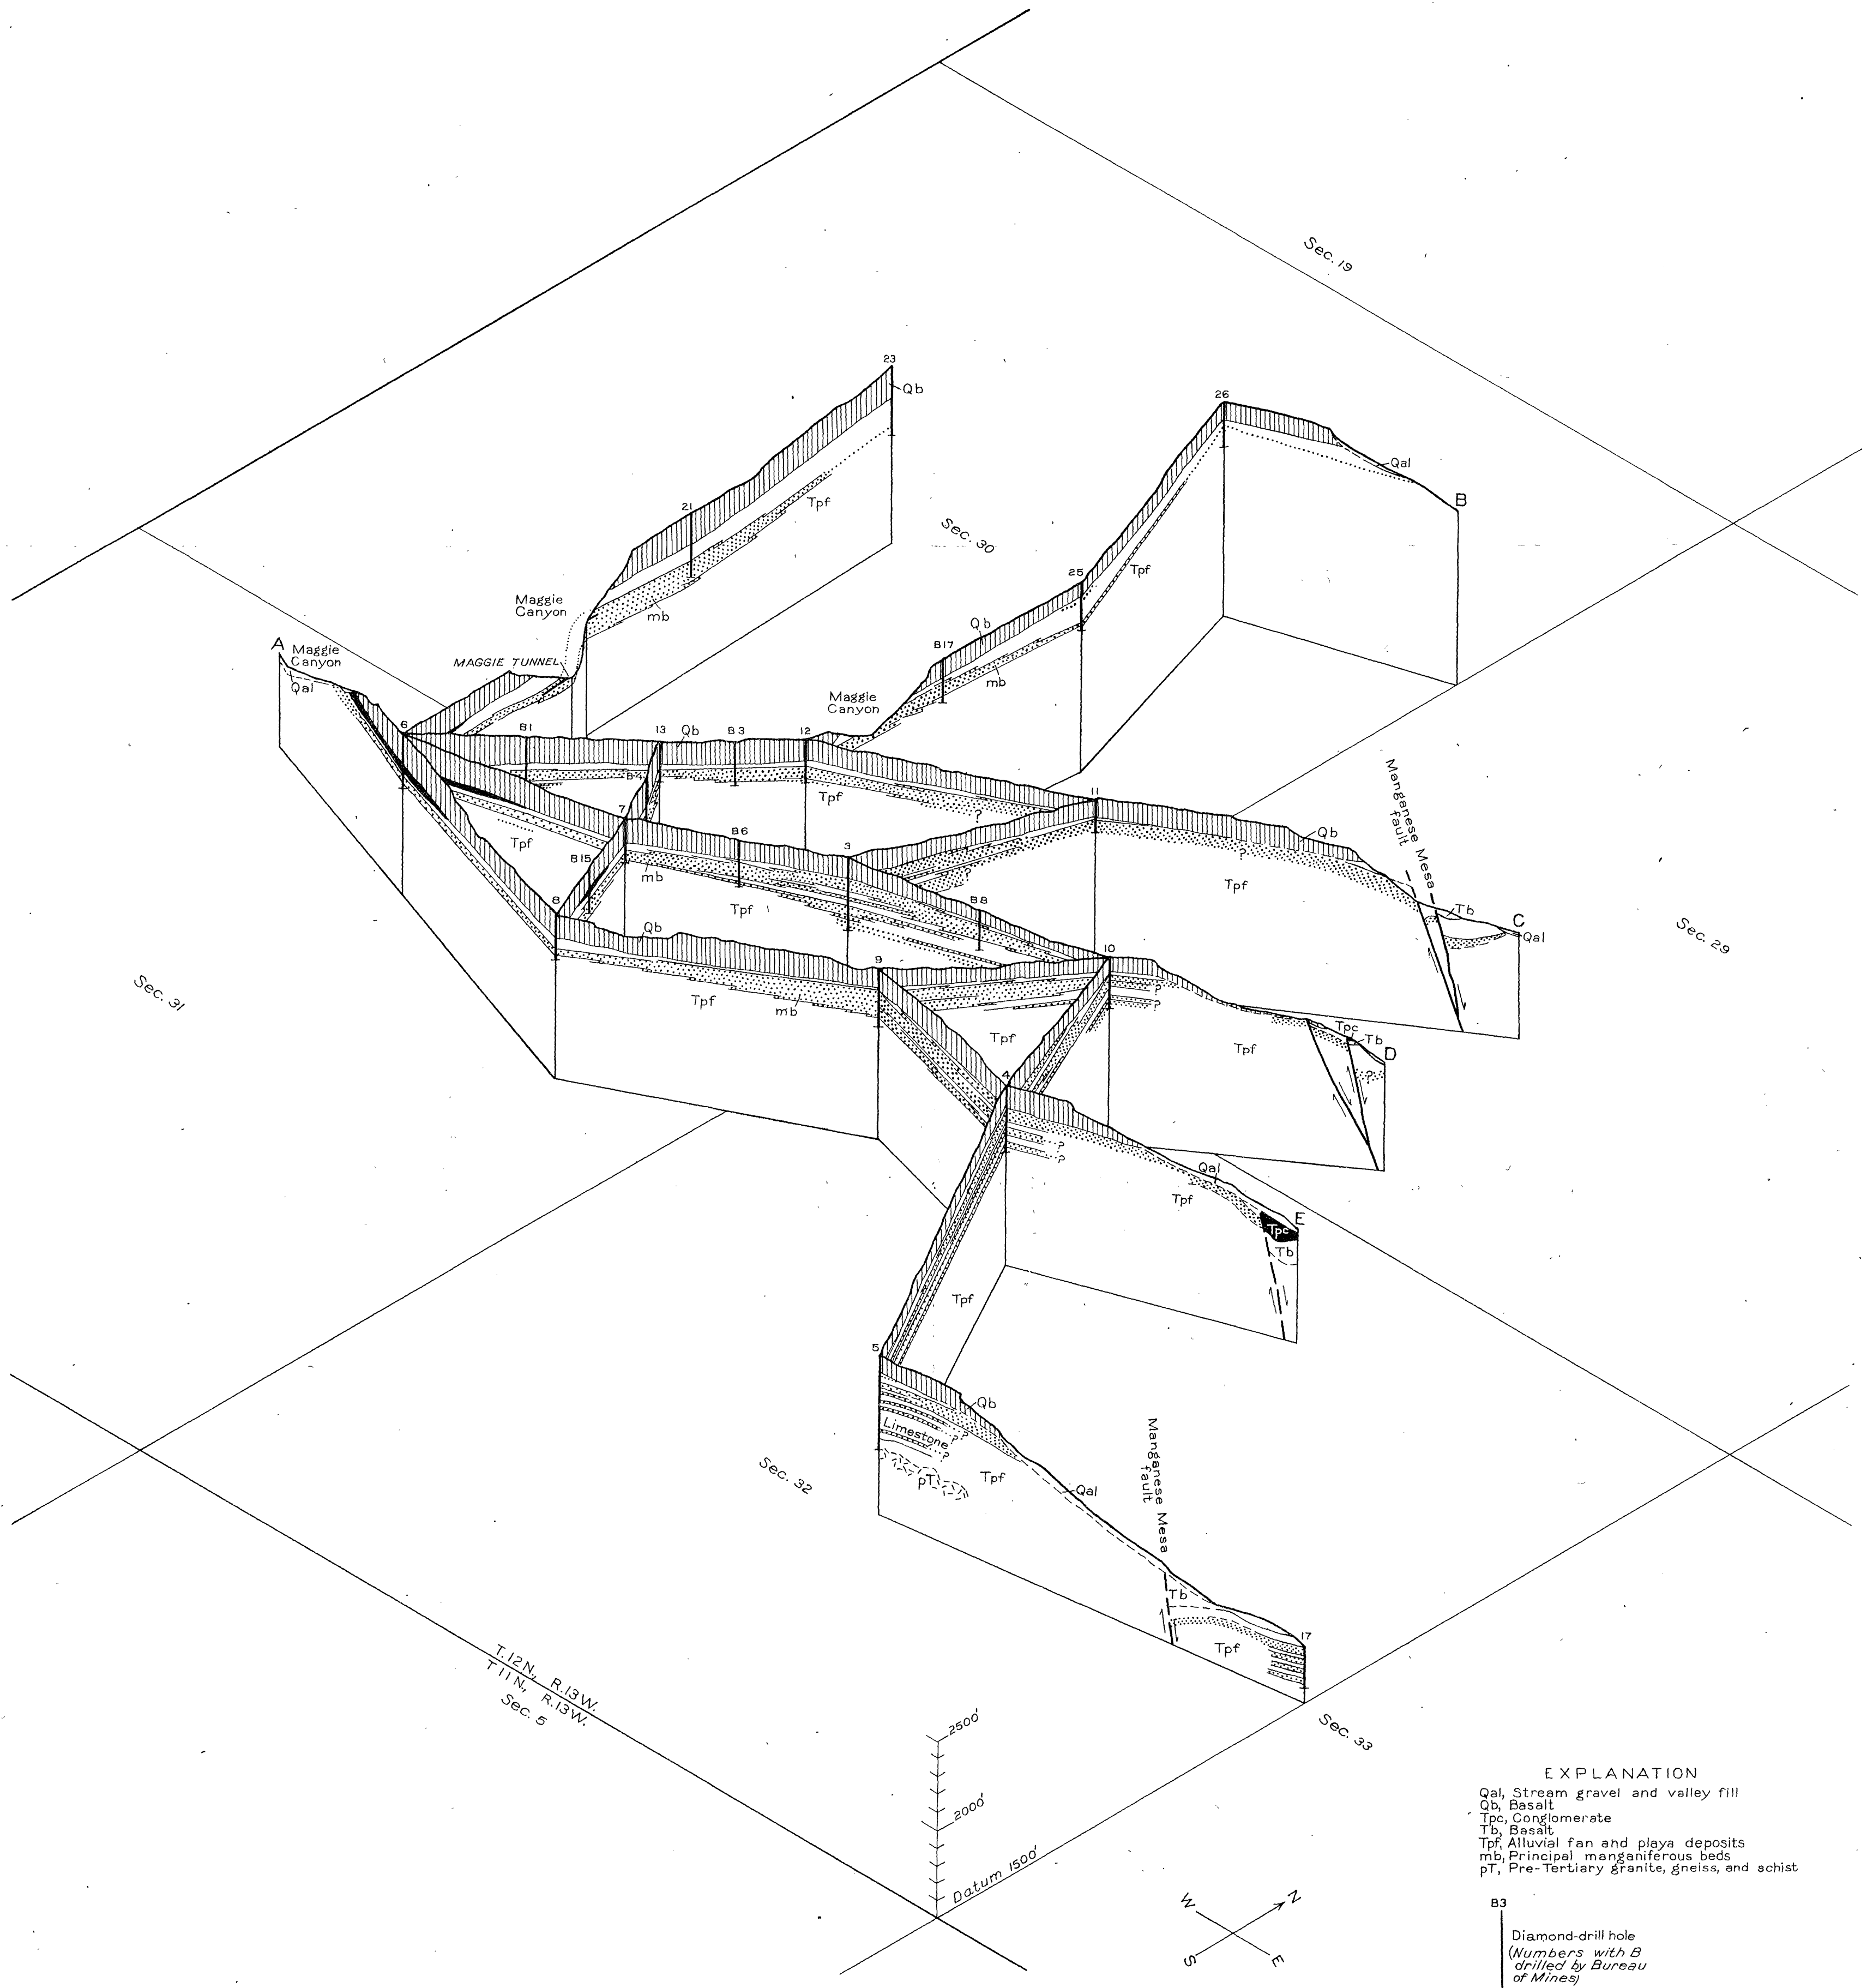 Sec. 19
23
Qb
26
Qal
B
21
Tpf
Sec. 30
Tpf
25
Maggie
Canyon
mb
Qb
B17
mb
A
Maggie
Canyon
Qal
MAGGIE TUNNEL
Maggie
Canyon
6
B1
13
Qb
B3
12
B4
Tpf
?
11
Manganese Mesa
fault
Qb
?
7
B6
3
Tpf
B15
mb
?
Tpf
Tpf
B8
Tb
C
Qal
Sec. 29
8
Qb
9
10
?
?
Sec. 31
Tpf
mb
Tpf
Tpf
Tpc
Tb
D
?
4
?
?
Qal
Tpf
E
Tpc
Tb
Tpf
5
Qb
Limestone
?
?
?
pT
Tpf
Qal
Sec. 32
Manganese Mesa
fault
Tb
Tpf
17
T.12N., R.13W.
T11N., R.13W.
Sec. 5
Sec. 33
2500'
2000'
Datum 1500'
W
N
S
E
EXPLANATION
Qal, Stream gravel and valley fill
Qb, Basalt
Tpc, Conglomerate
Tb, Basalt
Tpf, Alluvial fan and playa deposits
mb, Principal manganiferous beds
pT, Pre-Tertiary granite, gneiss, and schist
B3
Diamond-drill hole
(Numbers with B
drilled by Bureau
of Mines)